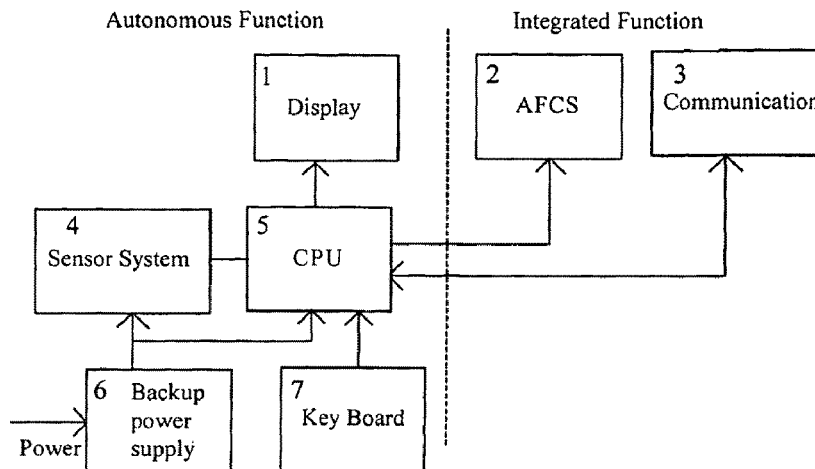 Autonomous Function
Integrated Function
1
Display
2
AFCS
3
Communication
4
Sensor System
5
CPU
6 Backup
power
supply
Power
7
Key Board